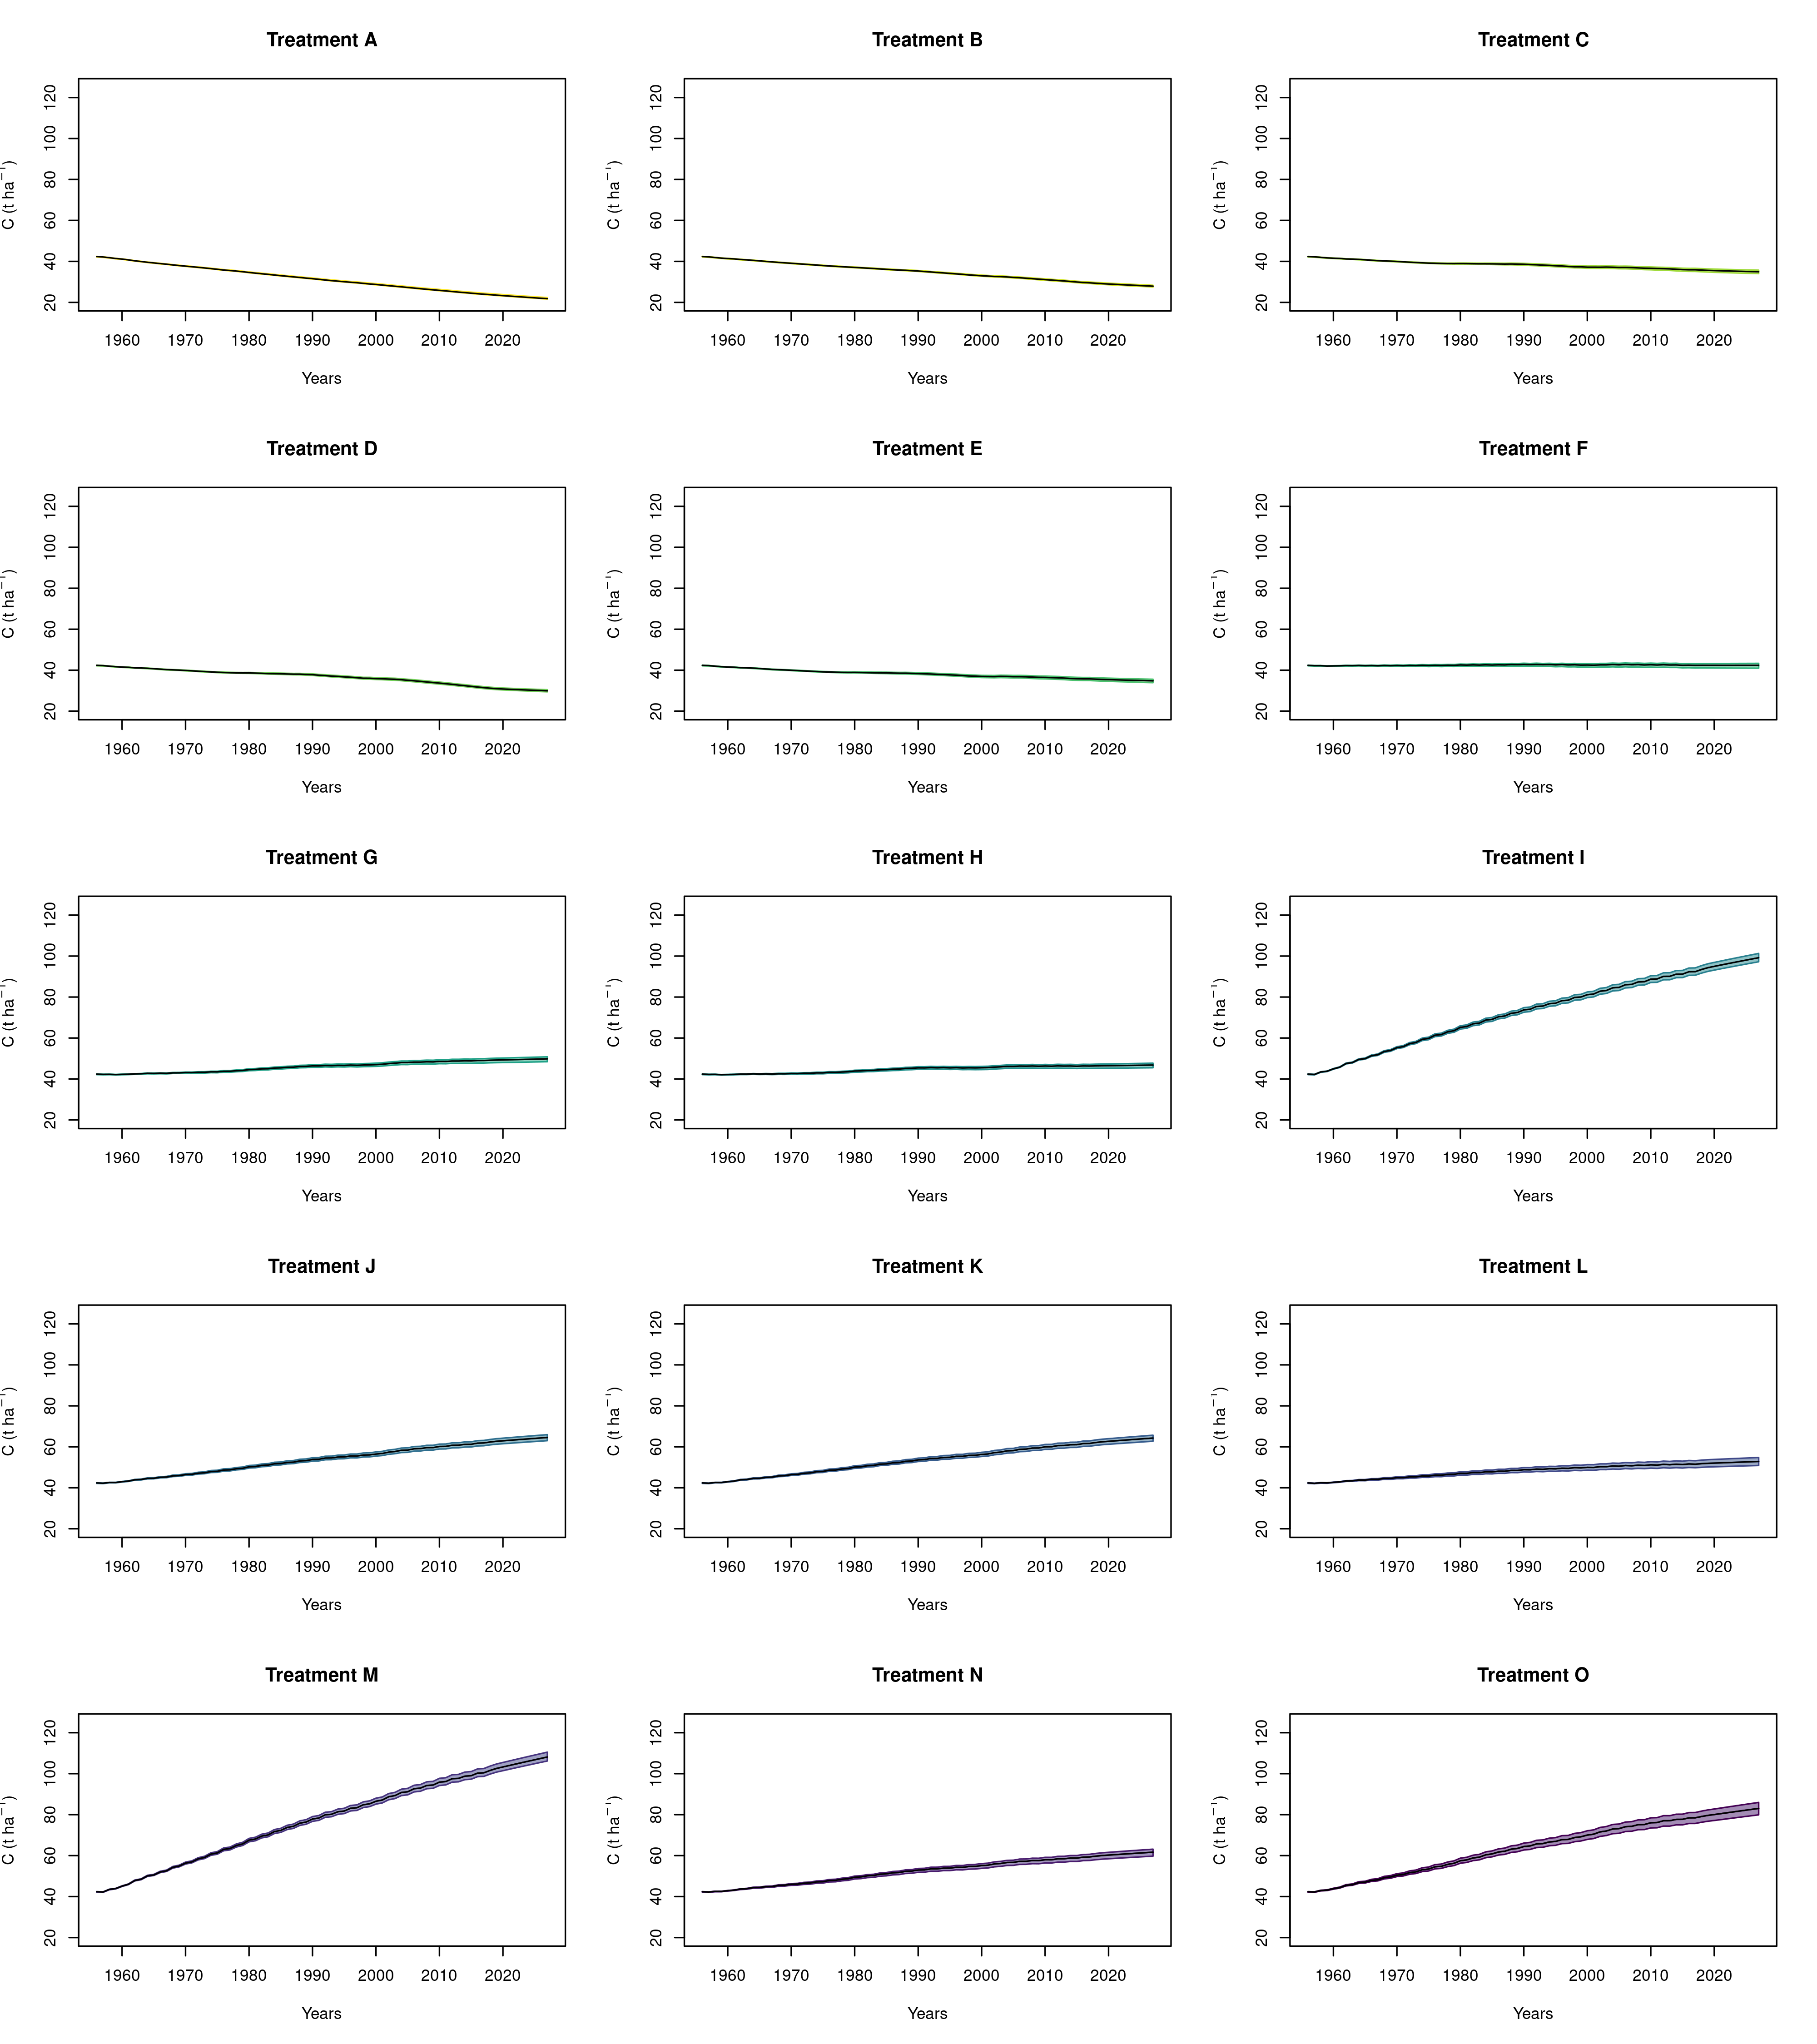 Treatment A
Treatment B
Treatment C
C (t ha⁻¹)
20 40 60 80 100 120
1960 1970 1980 1990 2000 2010 2020
Years
C (t ha⁻¹)
20 40 60 80 100 120
1960 1970 1980 1990 2000 2010 2020
Years
C (t ha⁻¹)
20 40 60 80 100 120
1960 1970 1980 1990 2000 2010 2020
Years
Treatment D
Treatment E
Treatment F
C (t ha⁻¹)
20 40 60 80 100 120
1960 1970 1980 1990 2000 2010 2020
Years
C (t ha⁻¹)
20 40 60 80 100 120
1960 1970 1980 1990 2000 2010 2020
Years
C (t ha⁻¹)
20 40 60 80 100 120
1960 1970 1980 1990 2000 2010 2020
Years
Treatment G
Treatment H
Treatment I
C (t ha⁻¹)
20 40 60 80 100 120
1960 1970 1980 1990 2000 2010 2020
Years
C (t ha⁻¹)
20 40 60 80 100 120
1960 1970 1980 1990 2000 2010 2020
Years
C (t ha⁻¹)
20 40 60 80 100 120
1960 1970 1980 1990 2000 2010 2020
Years
Treatment J
Treatment K
Treatment L
C (t ha⁻¹)
20 40 60 80 100 120
1960 1970 1980 1990 2000 2010 2020
Years
C (t ha⁻¹)
20 40 60 80 100 120
1960 1970 1980 1990 2000 2010 2020
Years
C (t ha⁻¹)
20 40 60 80 100 120
1960 1970 1980 1990 2000 2010 2020
Years
Treatment M
Treatment N
Treatment O
C (t ha⁻¹)
20 40 60 80 100 120
1960 1970 1980 1990 2000 2010 2020
Years
C (t ha⁻¹)
20 40 60 80 100 120
1960 1970 1980 1990 2000 2010 2020
Years
C (t ha⁻¹)
20 40 60 80 100 120
1960 1970 1980 1990 2000 2010 2020
Years